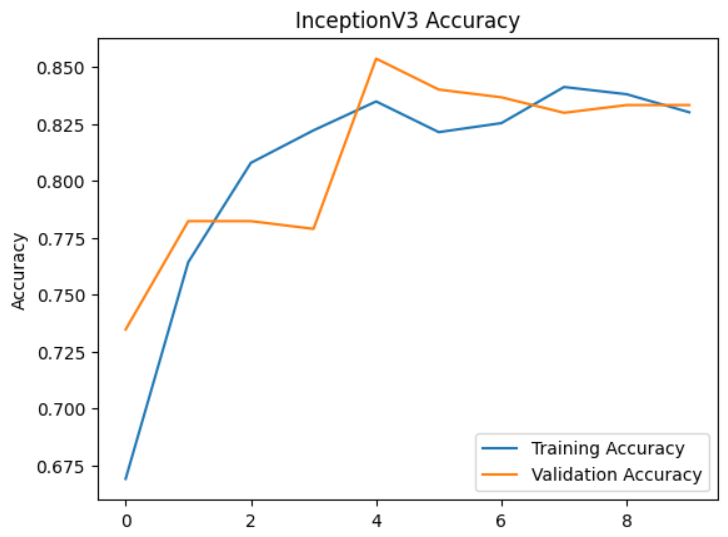 InceptionV3 Accuracy
Accuracy
0.850
0.825
0.800
0.775
0.750
0.725
0.700
0.675
Training Accuracy
Validation Accuracy
0 2 4 6 8